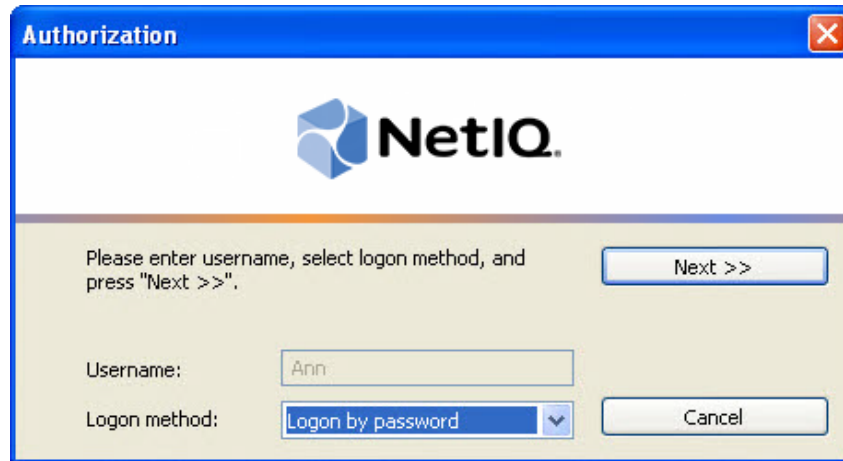 Authorization
NetIQ.
Please enter username, select logon method, and
press "Next >>".
Next >>
Username:
Ann
Logon method:
Logon by password
Cancel